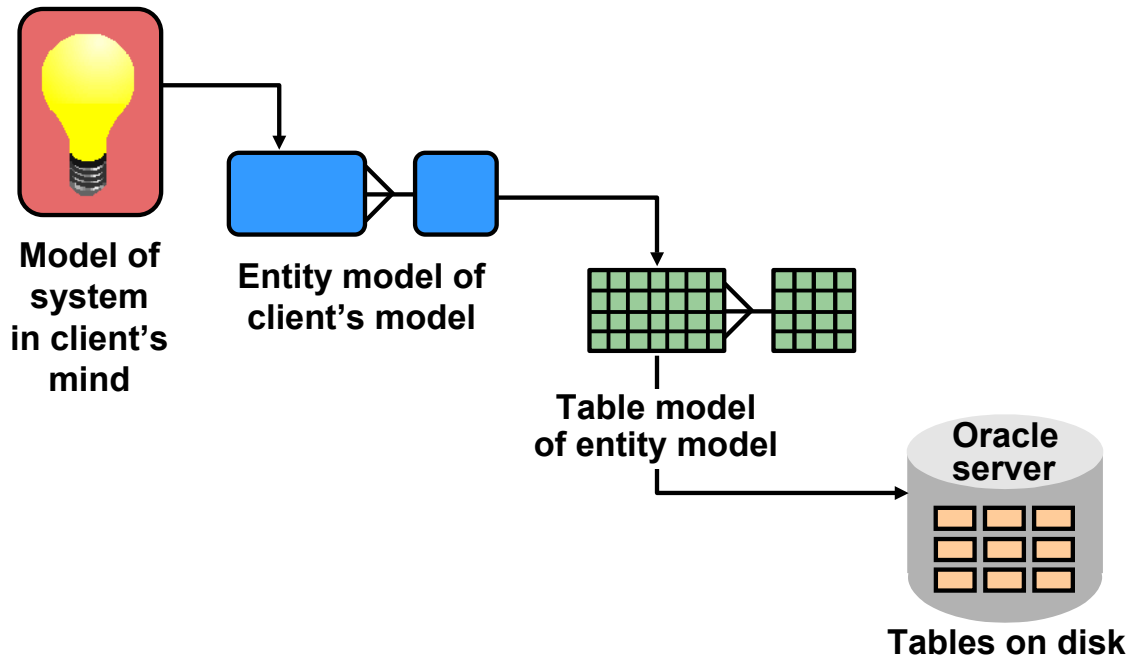 Model of
system
in client’s
mind
Entity model of
client’s model
Table model
of entity model
Oracle
server
Tables on disk